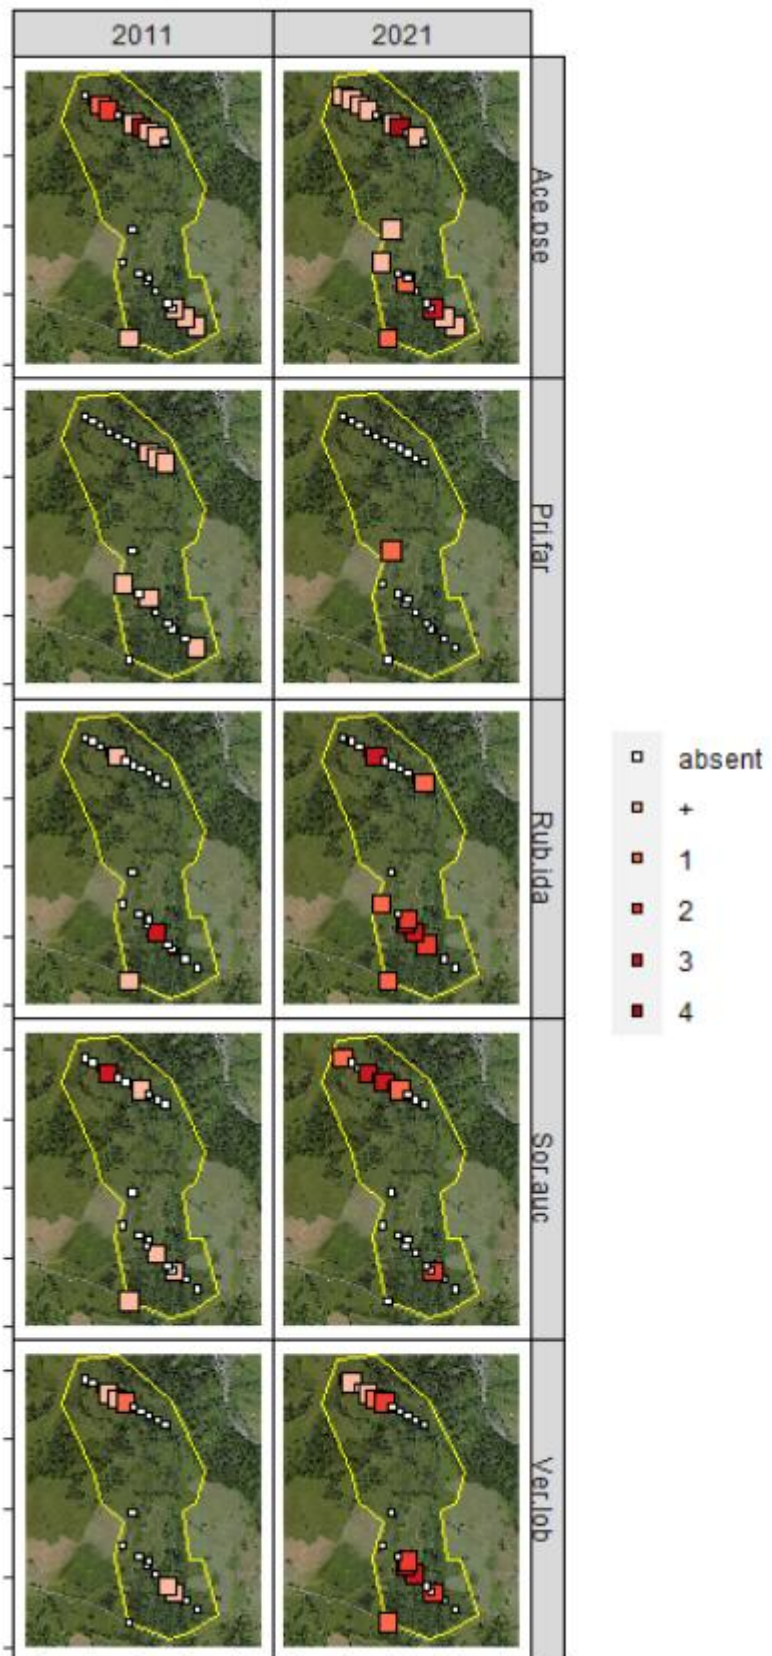 2011
2021
Ace.pse
Pri.far
Rub.ida
Sor.auc
Ver.lob
absent
+
1
2
3
4